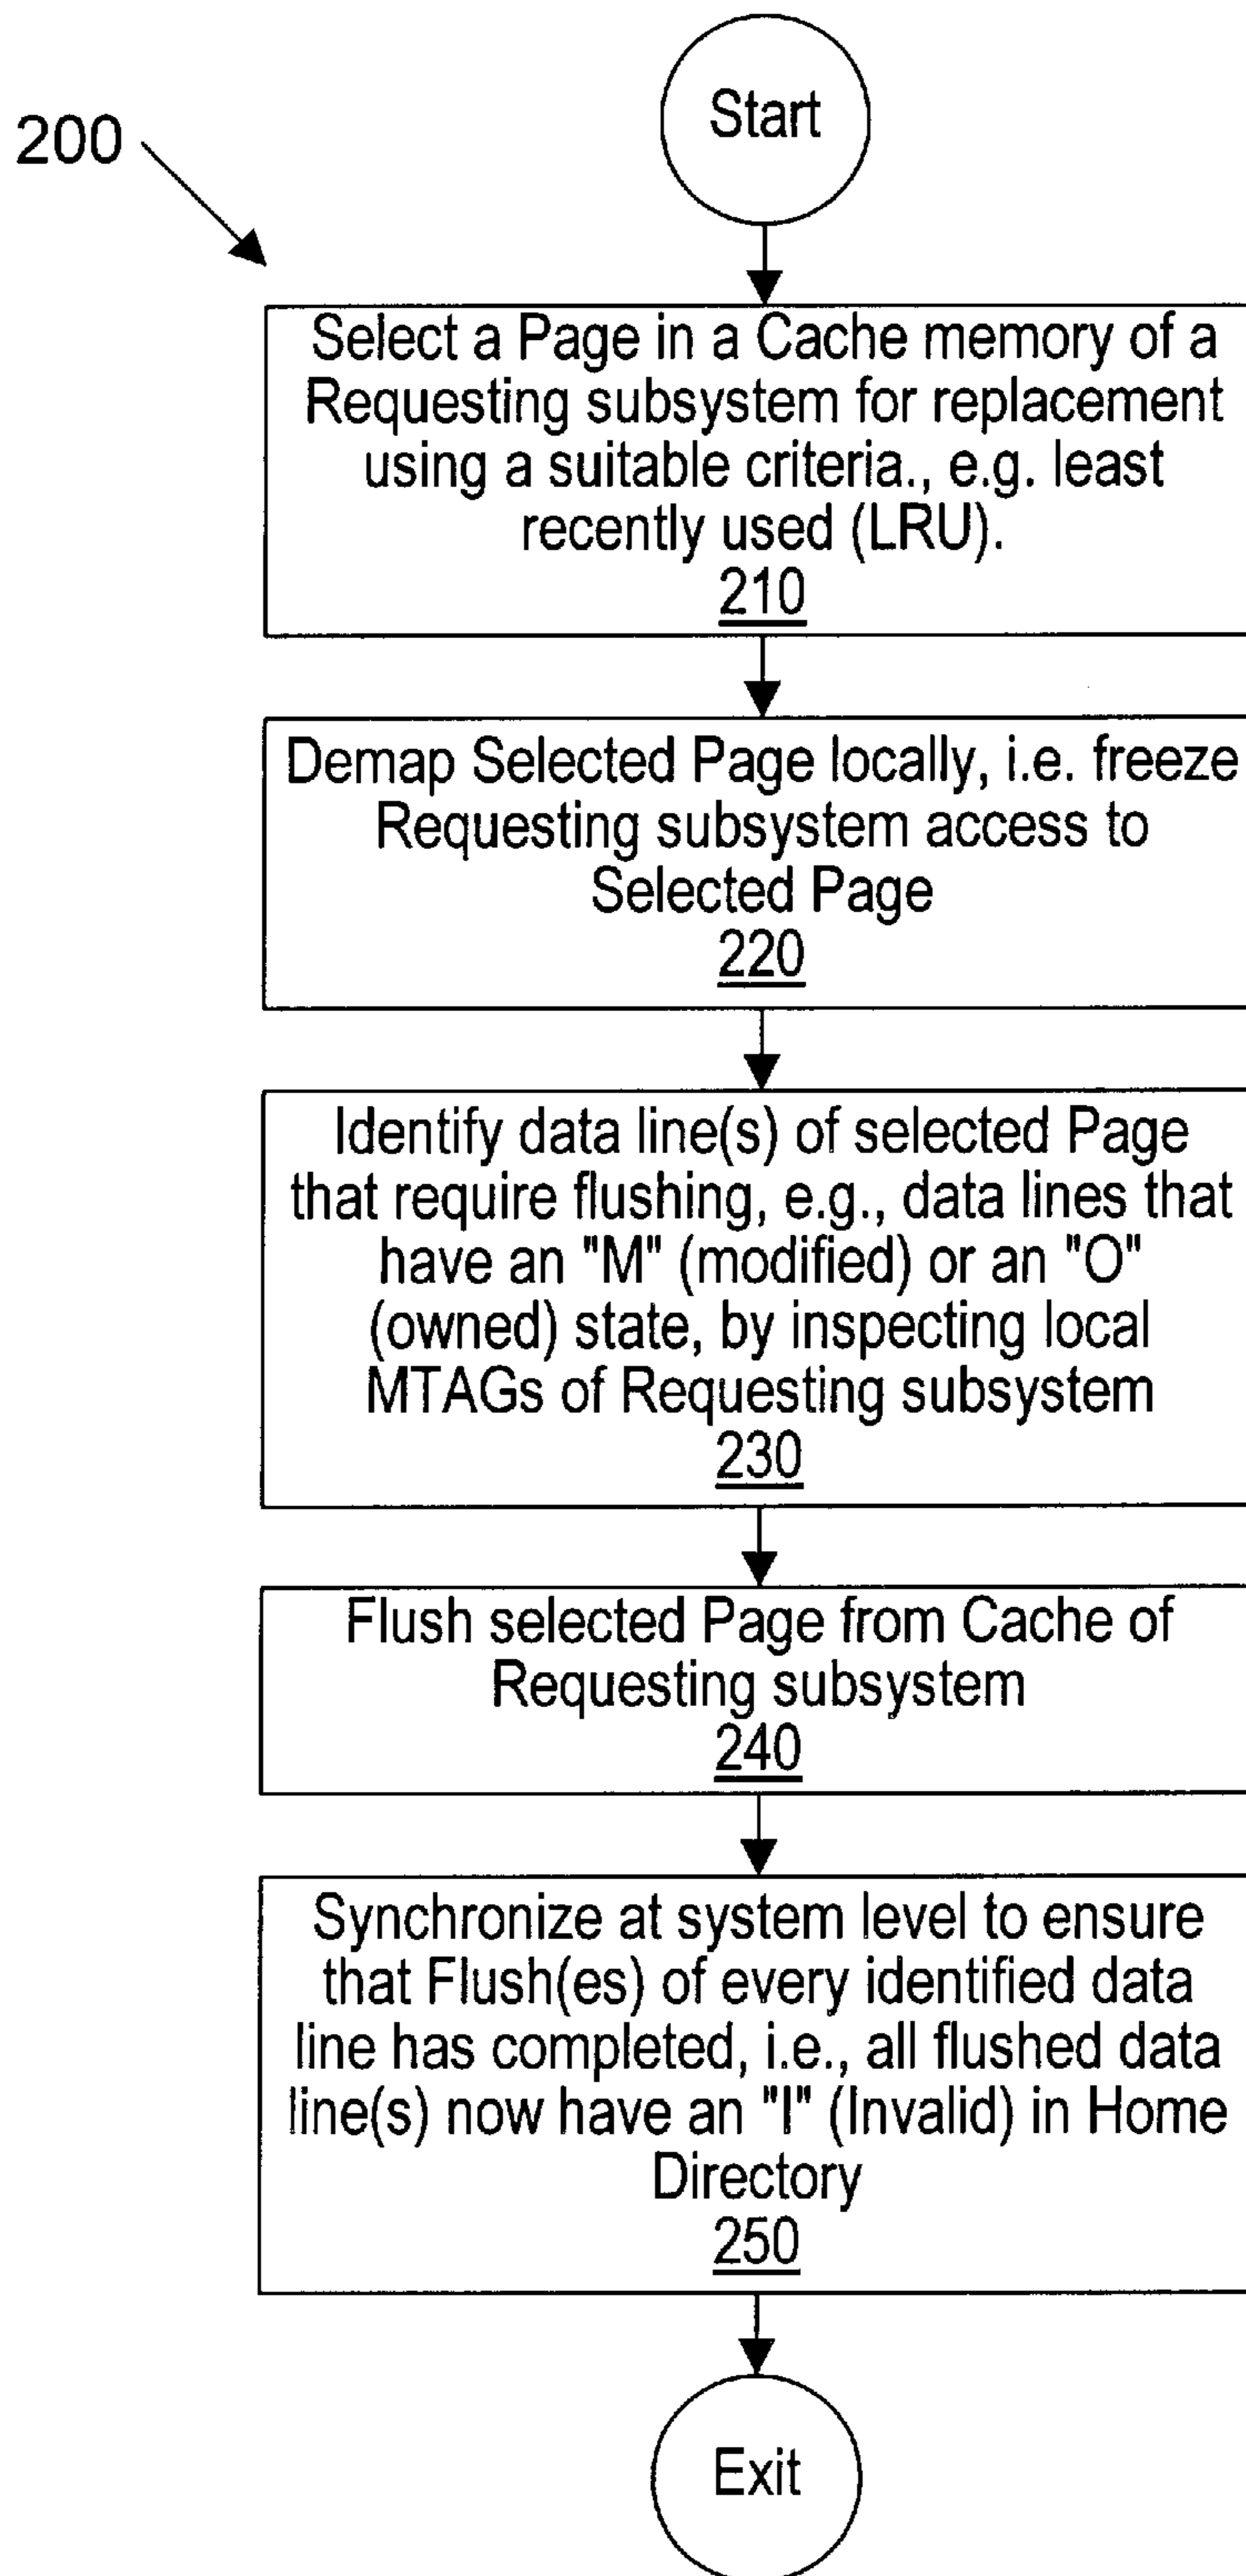 Start
200
Select a Page in a Cache memory of a
Requesting subsystem for replacement
using a suitable criteria., e.g. least
recently used (LRU).
210
Demap Selected Page locally, i.e. freeze
Requesting subsystem access to
Selected Page
220
Identify data line(s) of selected Page
that require flushing, e.g., data lines that
have an "M" (modified) or an "O"
(owned) state, by inspecting local
MTAGs of Requesting subsystem
230
Flush selected Page from Cache of
Requesting subsystem
240
Synchronize at system level to ensure
that Flush(es) of every identified data
line has completed, i.e., all flushed data
line(s) now have an "I" (Invalid) in Home
Directory
250
Exit